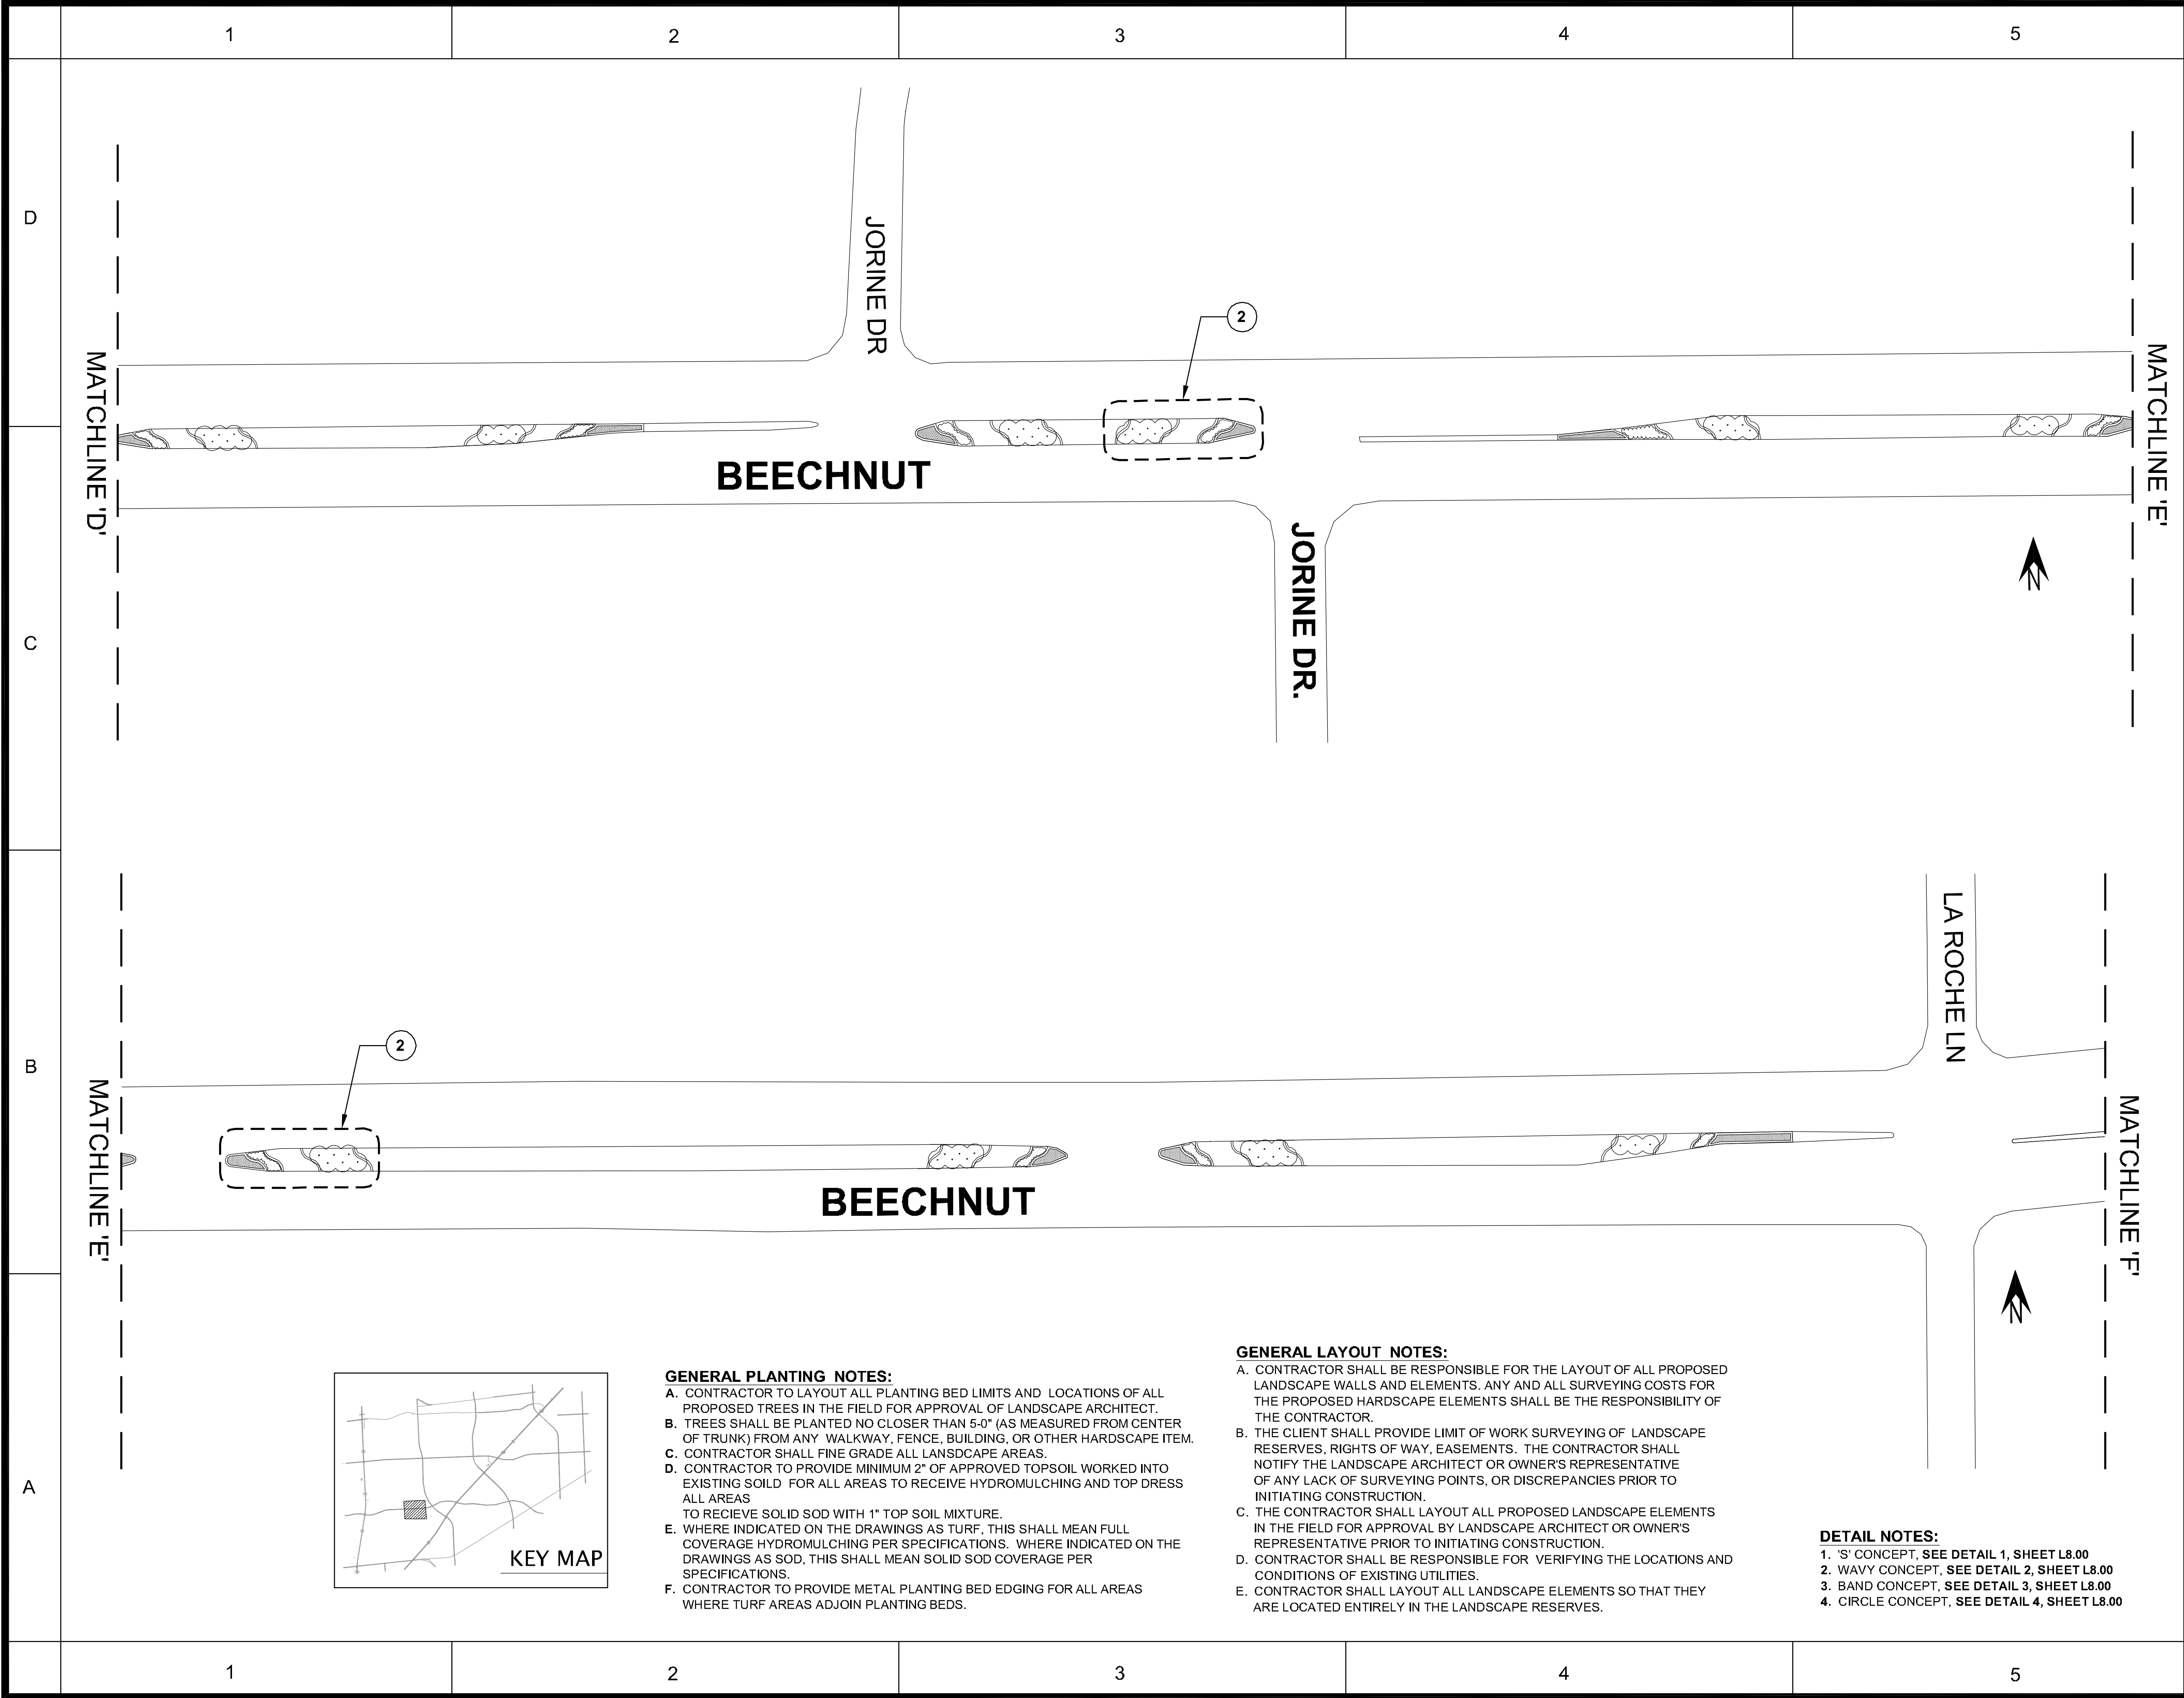 1 2 3 4 5
D
C
B
A
JORINE DR
2
MATCHLINE 'D'
MATCHLINE 'E'
BEECHNUT
JORINE DR.
N
LA ROCHE LN
2
MATCHLINE 'E'
MATCHLINE 'F'
BEECHNUT
N
KEY MAP
GENERAL PLANTING NOTES:
A. CONTRACTOR TO LAYOUT ALL PLANTING BED LIMITS AND LOCATIONS OF ALL
PROPOSED TREES IN THE FIELD FOR APPROVAL OF LANDSCAPE ARCHITECT.
B. TREES SHALL BE PLANTED NO CLOSER THAN 5-0" (AS MEASURED FROM CENTER
OF TRUNK) FROM ANY WALKWAY, FENCE, BUILDING, OR OTHER HARDSCAPE ITEM.
C. CONTRACTOR SHALL FINE GRADE ALL LANSDCAPE AREAS.
D. CONTRACTOR TO PROVIDE MINIMUM 2" OF APPROVED TOPSOIL WORKED INTO
EXISTING SOILD FOR ALL AREAS TO RECEIVE HYDROMULCHING AND TOP DRESS
ALL AREAS
TO RECIEVE SOLID SOD WITH 1" TOP SOIL MIXTURE.
E. WHERE INDICATED ON THE DRAWINGS AS TURF, THIS SHALL MEAN FULL
COVERAGE HYDROMULCHING PER SPECIFICATIONS. WHERE INDICATED ON THE
DRAWINGS AS SOD, THIS SHALL MEAN SOLID SOD COVERAGE PER
SPECIFICATIONS.
F. CONTRACTOR TO PROVIDE METAL PLANTING BED EDGING FOR ALL AREAS
WHERE TURF AREAS ADJOIN PLANTING BEDS.
GENERAL LAYOUT NOTES:
A. CONTRACTOR SHALL BE RESPONSIBLE FOR THE LAYOUT OF ALL PROPOSED
LANDSCAPE WALLS AND ELEMENTS. ANY AND ALL SURVEYING COSTS FOR
THE PROPOSED HARDSCAPE ELEMENTS SHALL BE THE RESPONSIBILITY OF
THE CONTRACTOR.
B. THE CLIENT SHALL PROVIDE LIMIT OF WORK SURVEYING OF LANDSCAPE
RESERVES, RIGHTS OF WAY, EASEMENTS. THE CONTRACTOR SHALL
NOTIFY THE LANDSCAPE ARCHITECT OR OWNER'S REPRESENTATIVE
OF ANY LACK OF SURVEYING POINTS, OR DISCREPANCIES PRIOR TO
INITIATING CONSTRUCTION.
C. THE CONTRACTOR SHALL LAYOUT ALL PROPOSED LANDSCAPE ELEMENTS
IN THE FIELD FOR APPROVAL BY LANDSCAPE ARCHITECT OR OWNER'S
REPRESENTATIVE PRIOR TO INITIATING CONSTRUCTION.
D. CONTRACTOR SHALL BE RESPONSIBLE FOR VERIFYING THE LOCATIONS AND
CONDITIONS OF EXISTING UTILITIES.
E. CONTRACTOR SHALL LAYOUT ALL LANDSCAPE ELEMENTS SO THAT THEY
ARE LOCATED ENTIRELY IN THE LANDSCAPE RESERVES.
DETAIL NOTES:
1. 'S' CONCEPT, SEE DETAIL 1, SHEET L8.00
2. WAVY CONCEPT, SEE DETAIL 2, SHEET L8.00
3. BAND CONCEPT, SEE DETAIL 3, SHEET L8.00
4. CIRCLE CONCEPT, SEE DETAIL 4, SHEET L8.00
1 2 3 4 5